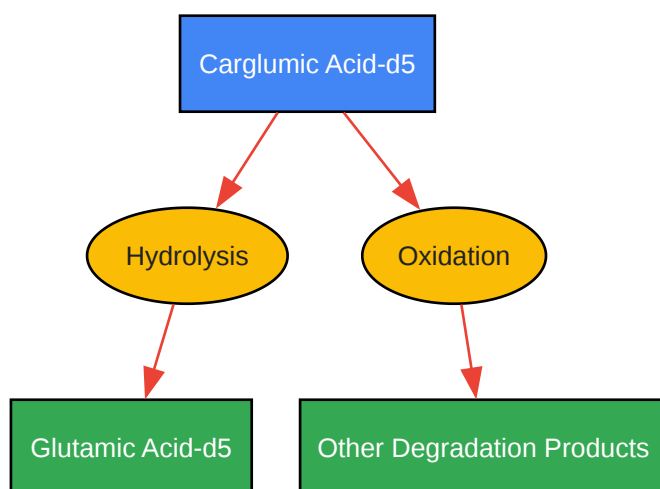 Carglumic Acid-d5
Hydrolysis
Oxidation
Glutamic Acid-d5
Other Degradation Products